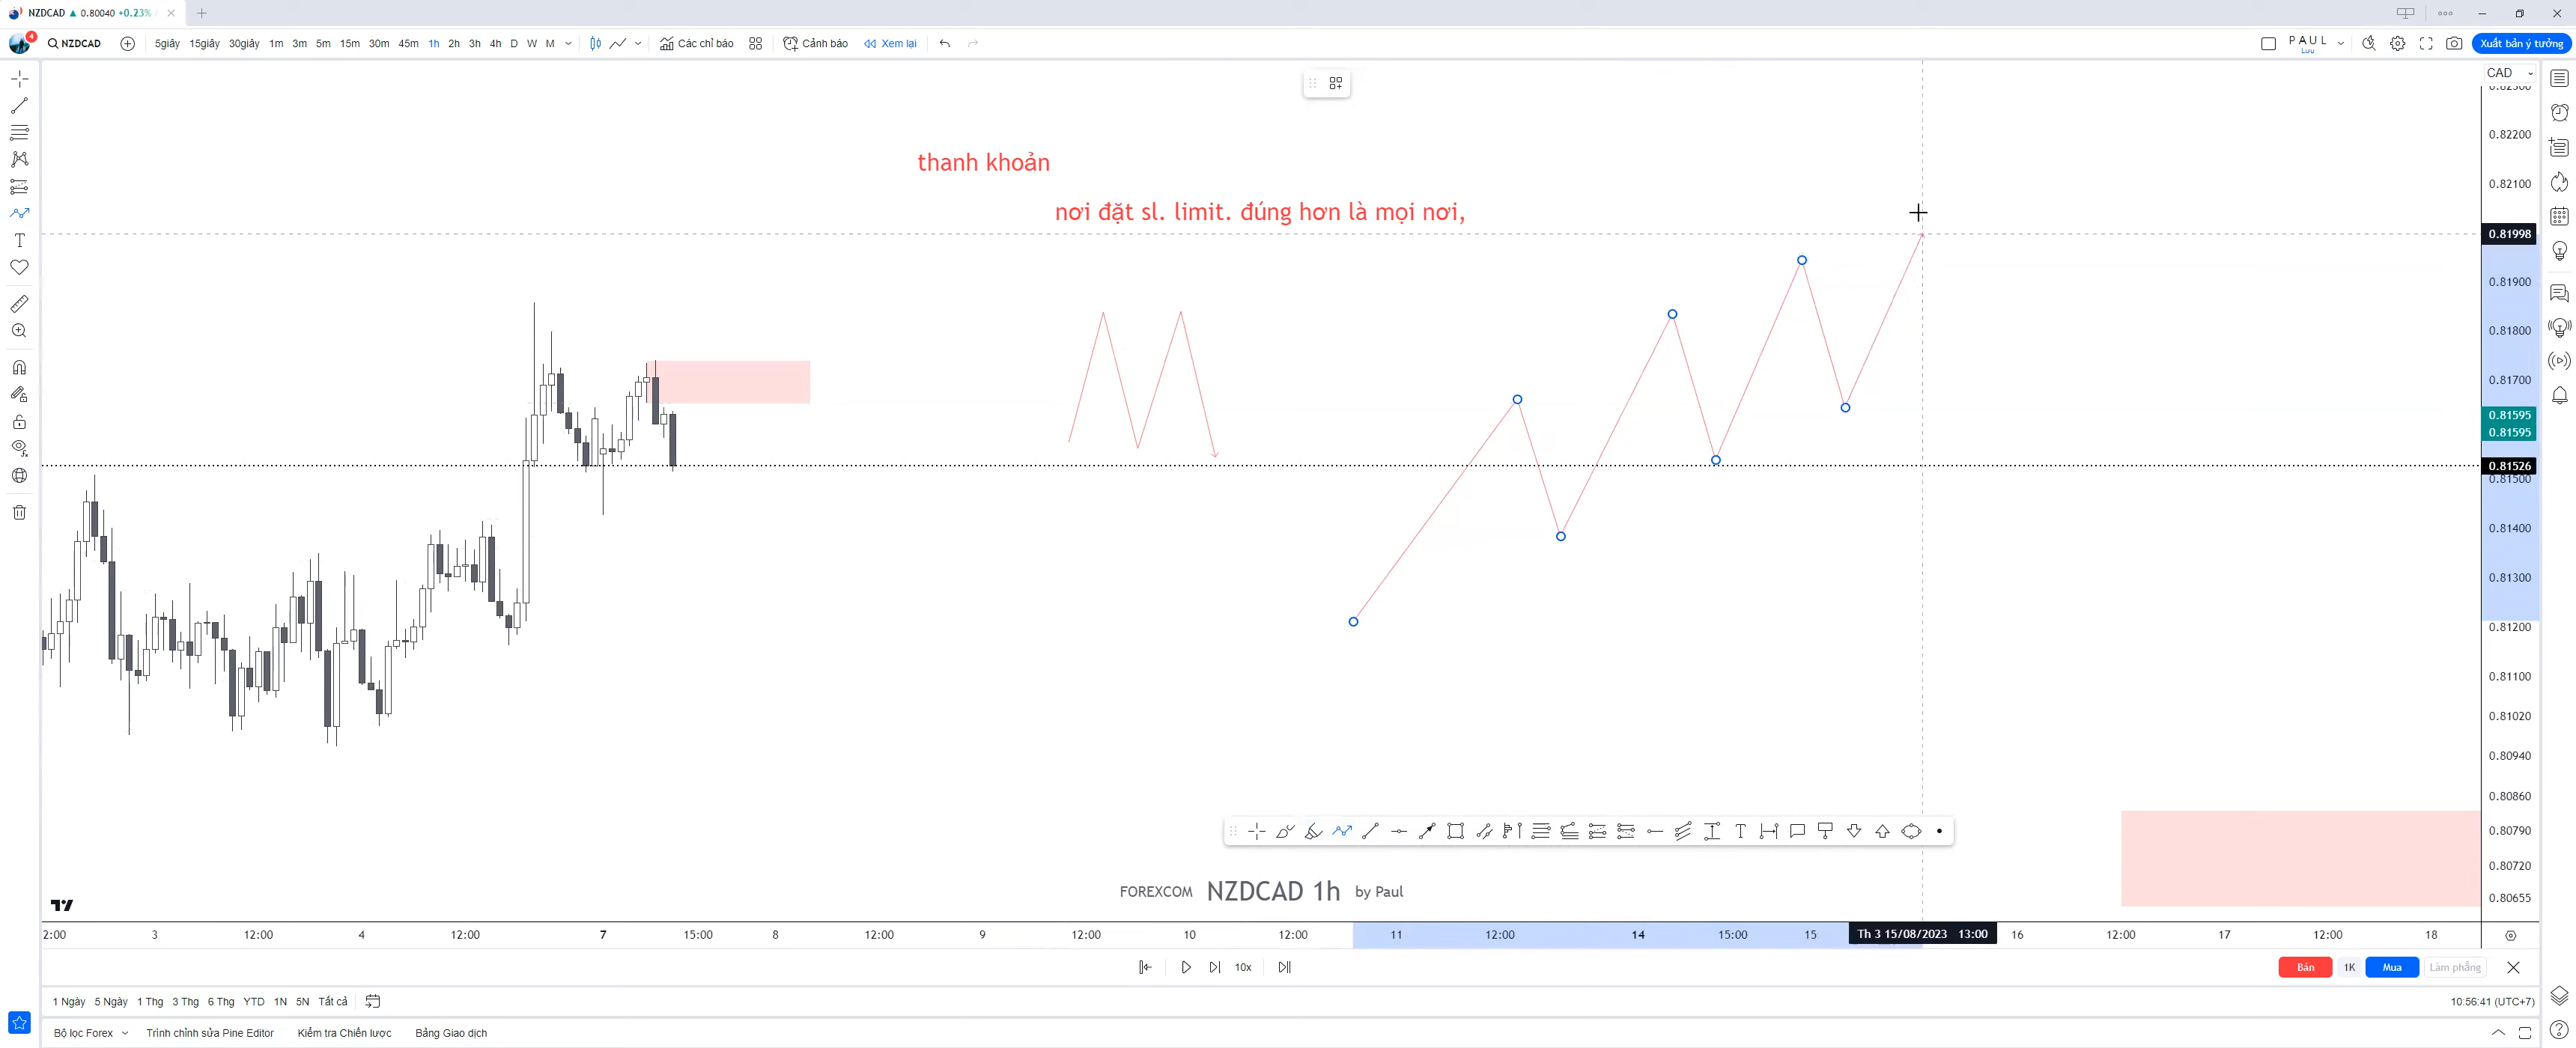 NZDCAD ▲ 0.80040 +0.23% /
4
NZDCAD 5giây 15giây 30giây 1m 3m 5m 15m 30m 45m 1h 2h 3h 4h D W M Các chỉ báo Cảnh báo Xem lại PAUL Lưu Xuất bản ý tưởng
CAD
0.82300
0.82200
thanh khoản
0.82100
nơi đặt sl. limit. đúng hơn là mọi nơi,
0.81998
0.81900
0.81800
0.81700
0.81595
0.81595
0.81526
0.81500
0.81400
0.81300
0.81200
0.81100
0.81020
0.80940
0.80860
0.80790
0.80720
FOREXCOM NZDCAD 1h by Paul
0.80655
2:00 3 12:00 4 12:00 7 15:00 8 12:00 9 12:00 10 12:00 11 12:00 14 15:00 15 Th 3 15/08/2023 13:00 16 12:00 17 12:00 18
10x Bán 1K Mua Làm phẳng
1 Ngày 5 Ngày 1 Thg 3 Thg 6 Thg YTD 1N 5N Tất cả 10:56:41 (UTC+7)
Bộ lọc Forex Trình chỉnh sửa Pine Editor Kiểm tra Chiến lược Bảng Giao dịch